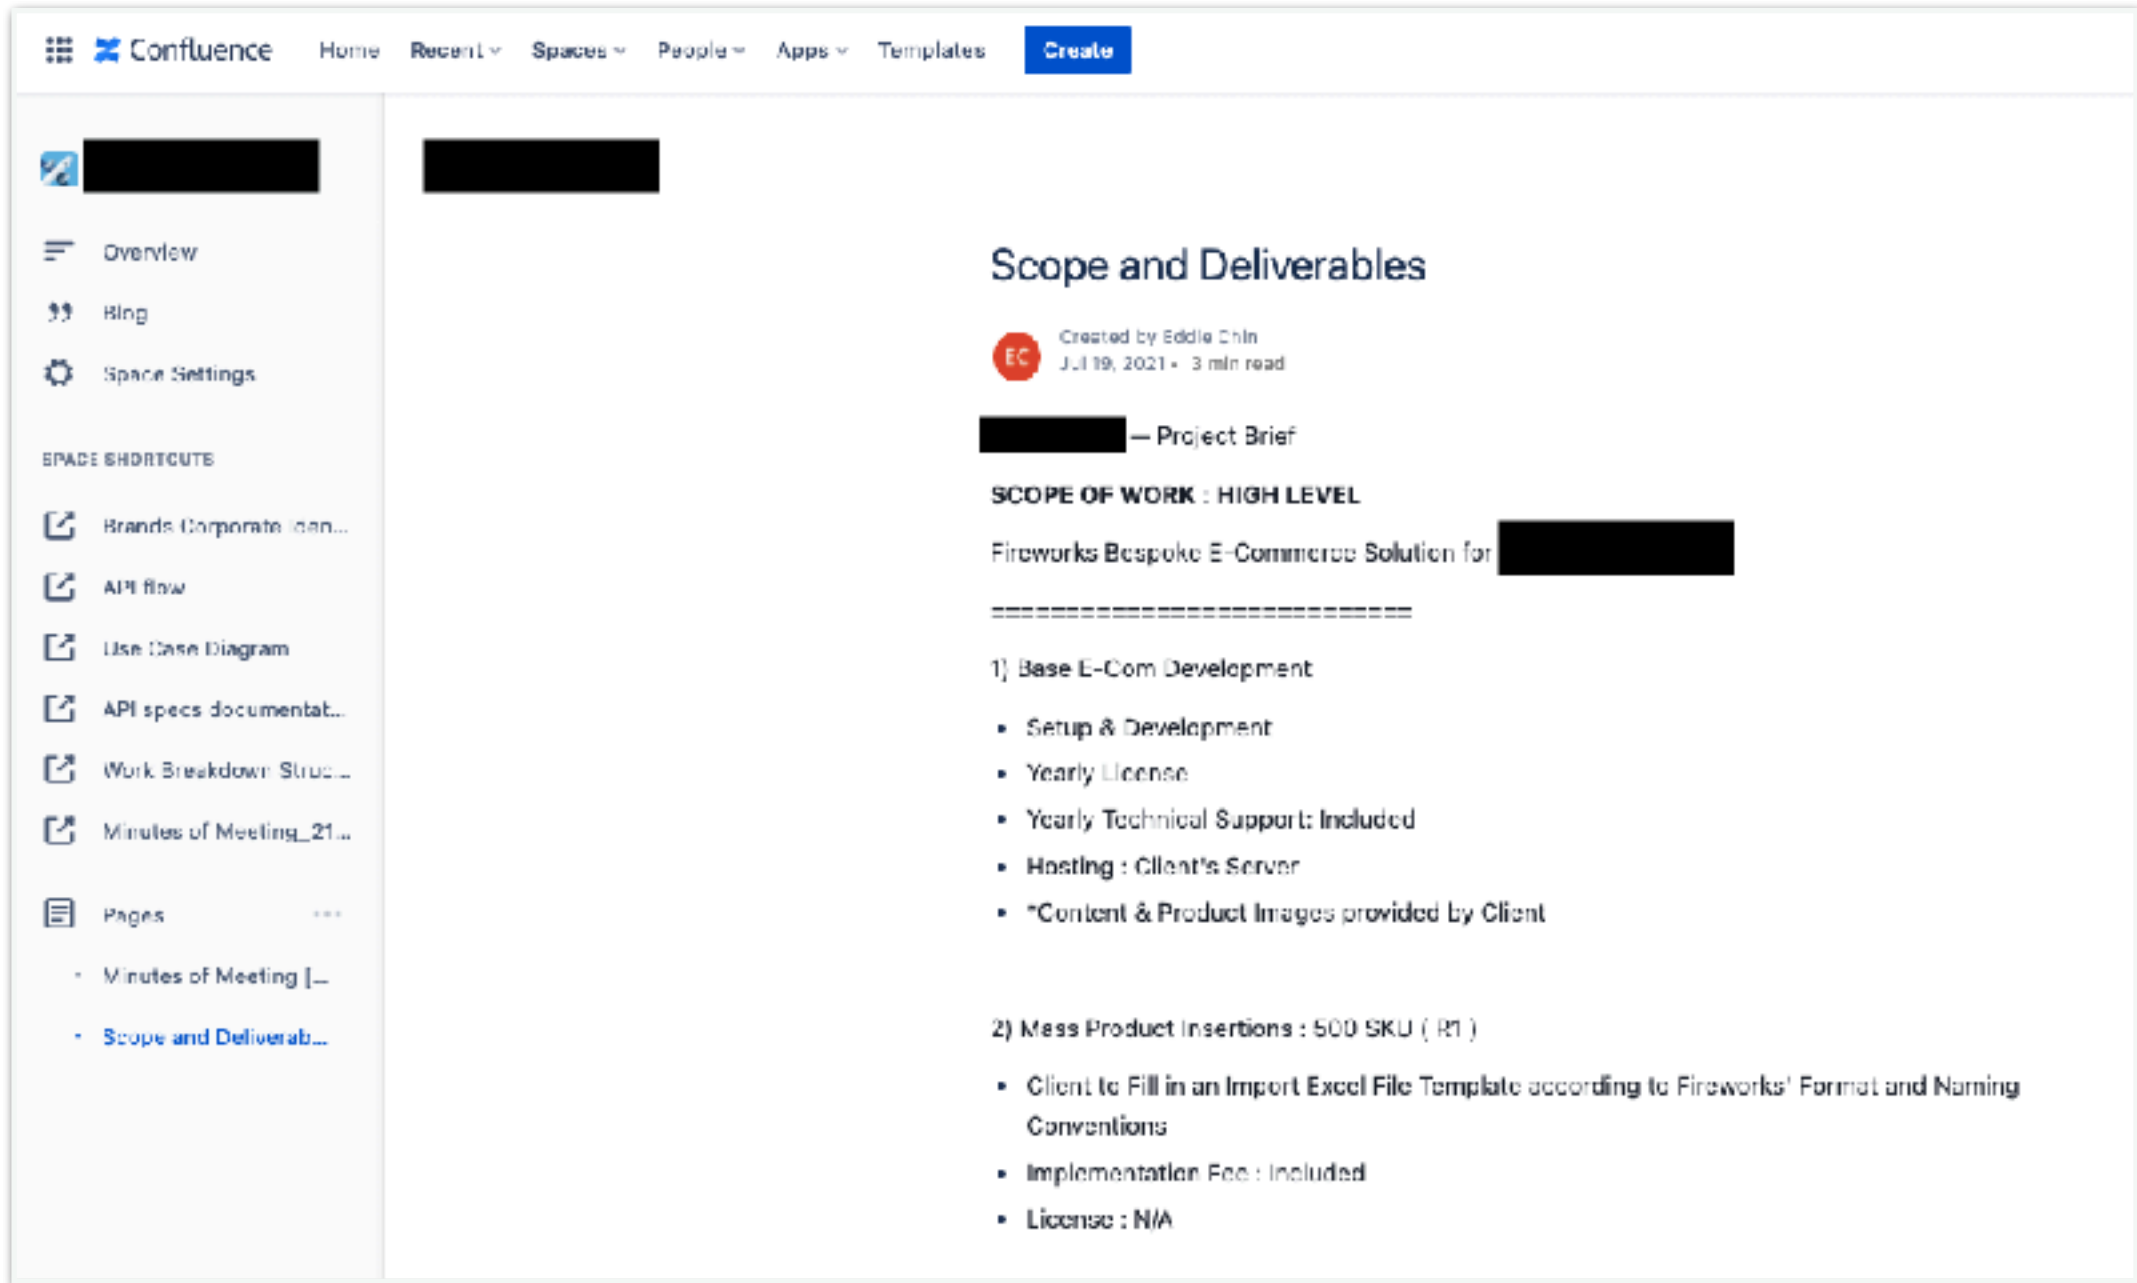 Confluence Home Recent Spaces People Apps Templates Create
Overview
Blog
Space Settings
SPACE SHORTCUTS
Brands Corporate Iden...
API flow
Use Case Diagram
API specs documentat...
Work Breakdown Struc...
Minutes of Meeting_21...
Pages
Minutes of Meeting [...
Scope and Deliverab...
Scope and Deliverables
EC
Created by Eddie Chin
Jul 19, 2021 • 3 min read
— Project Brief
SCOPE OF WORK : HIGH LEVEL
Fireworks Bespoke E-Commerce Solution for
============================
1) Base E-Com Development
• Setup & Development
• Yearly License
• Yearly Technical Support: Included
• Hosting : Client's Server
• *Content & Product Images provided by Client
2) Mass Product Insertions : 500 SKU ( R1 )
• Client to Fill in an Import Excel File Template according to Fireworks' Format and Naming
Conventions
• Implementation Fee : Included
• License : N/A